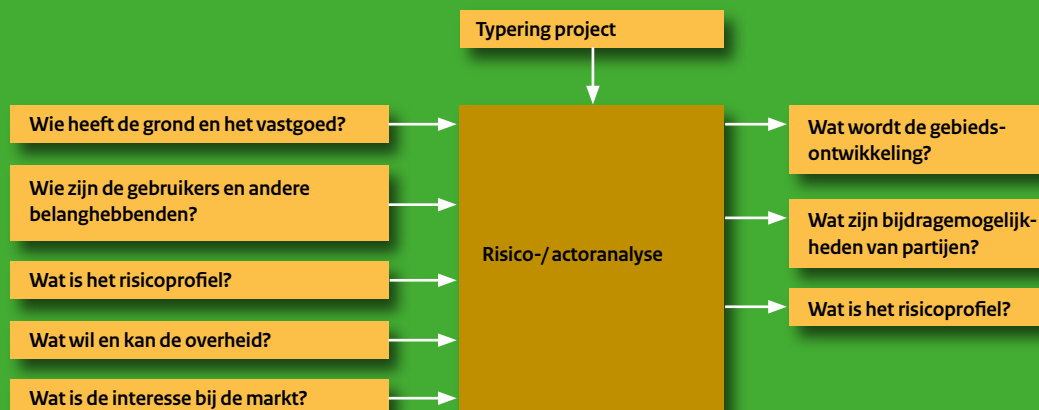 Typering project
Wie heeft de grond en het vastgoed?
Wie zijn de gebruikers en andere
belanghebbenden?
Wat is het risicoprofiel?
Wat wil en kan de overheid?
Wat is de interesse bij de markt?
Risico-/ actoranalyse
Wat wordt de gebieds-
ontwikkeling?
Wat zijn bijdragemogelijk-
heden van partijen?
Wat is het risicoprofiel?